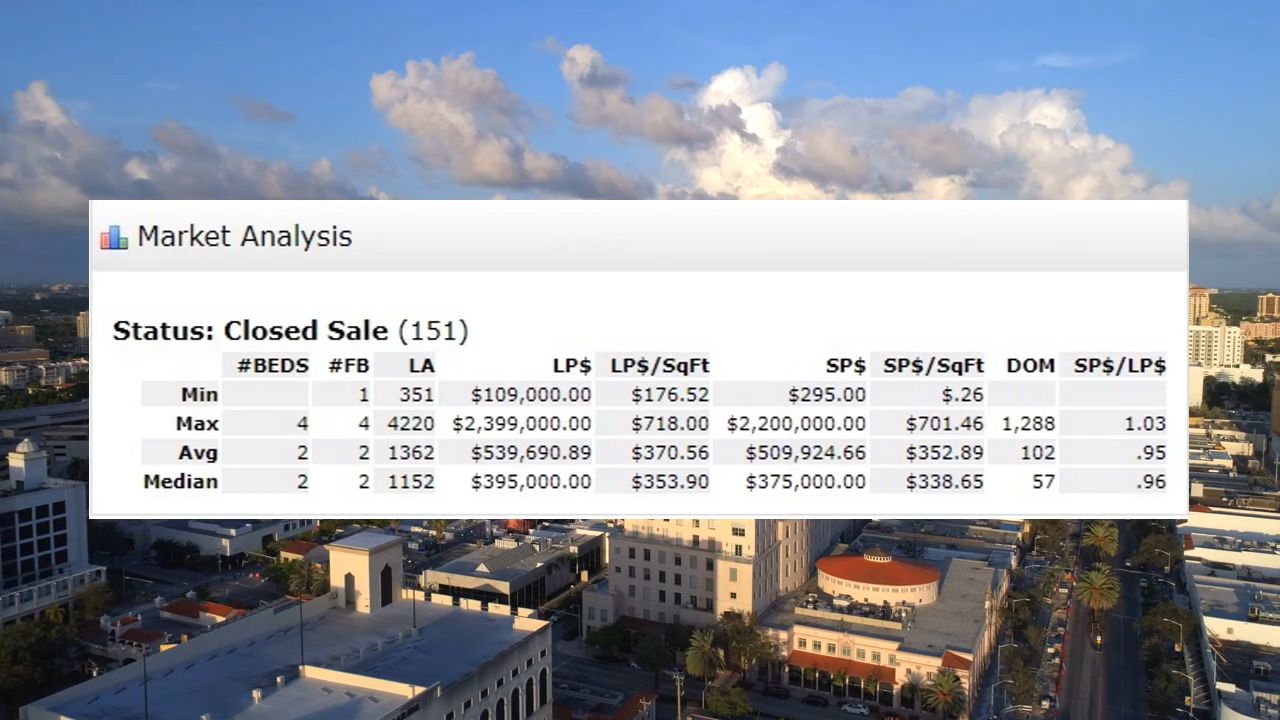 Market Analysis
Status: Closed Sale (151)
#BEDS #FB LA LP$ LP$/SqFt SP$ SP$/SqFt DOM SP$/LP$
Min 1 351 $109,000.00 $176.52 $295.00 $.26
Max 4 4 4220 $2,399,000.00 $718.00 $2,200,000.00 $701.46 1,288 1.03
Avg 2 2 1362 $539,690.89 $370.56 $509,924.66 $352.89 102 .95
Median 2 2 1152 $395,000.00 $353.90 $375,000.00 $338.65 57 .96